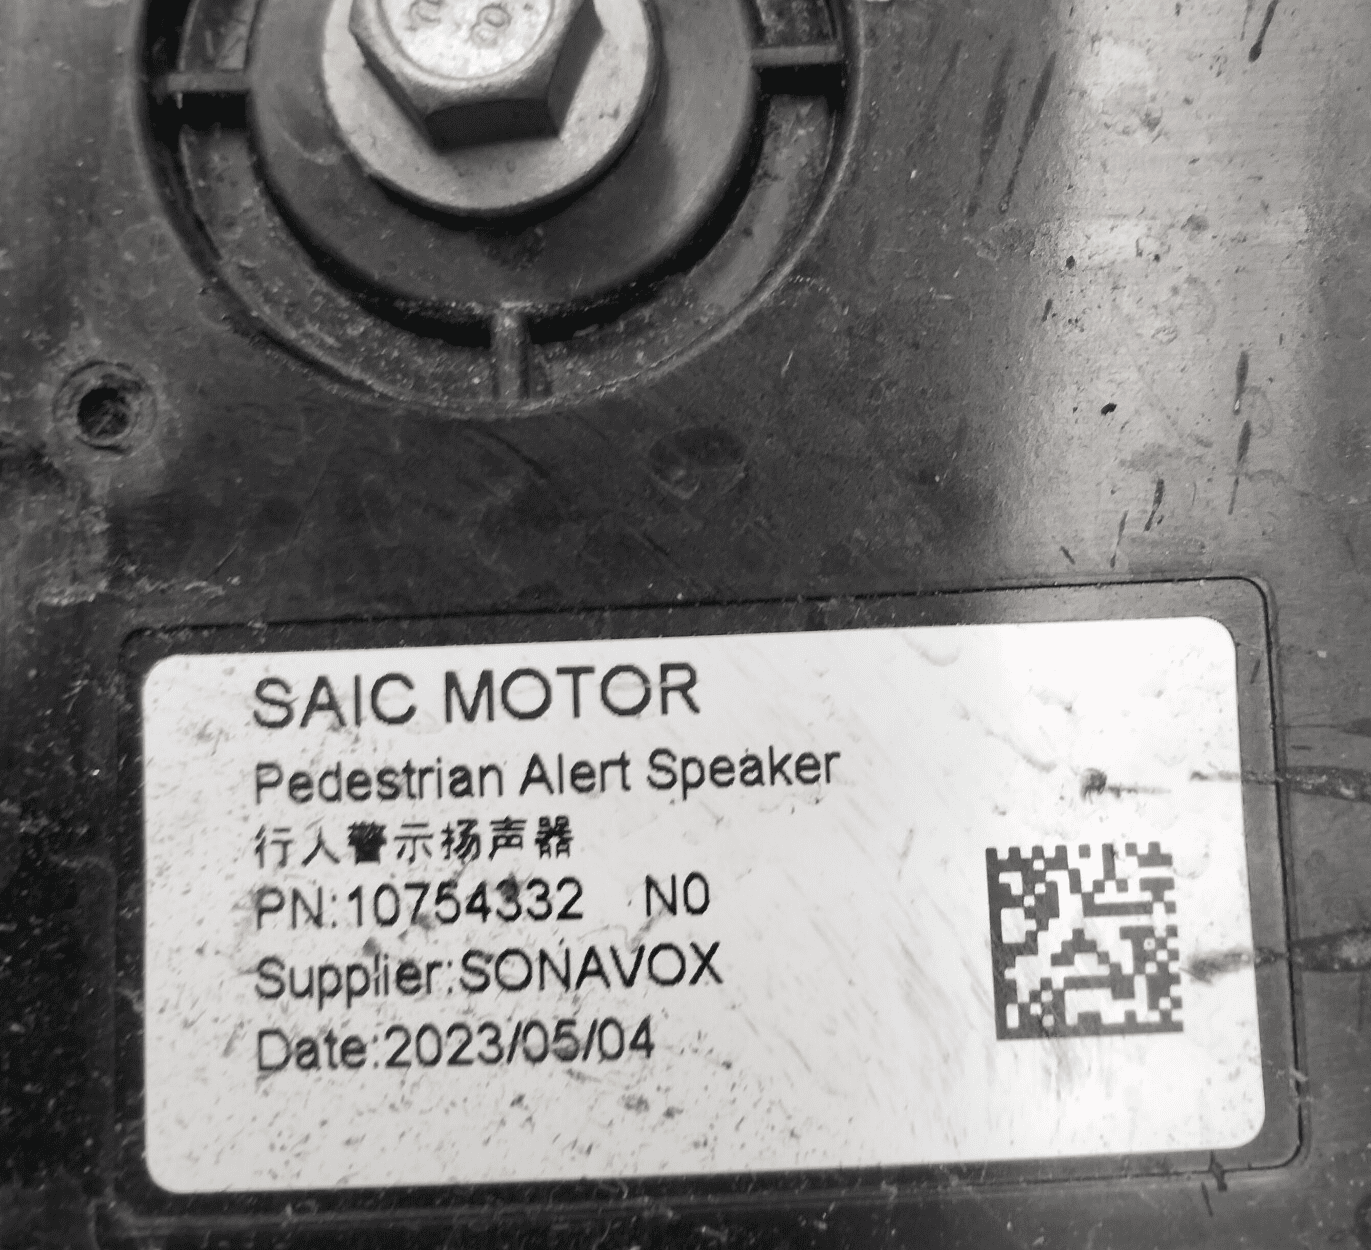 88
SAIC MOTOR
Pedestrian Alert Speaker
行人警示扬声器
PN:10754332 N0
Supplier:SONAVOX
Date:2023/05/04